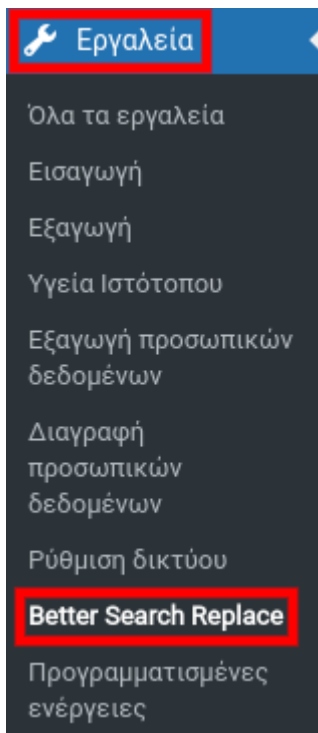 Εργαλεία
Όλα τα εργαλεία
Εισαγωγή
Εξαγωγή
Υγεία Ιστότοπου
Εξαγωγή προσωπικών
δεδομένων
Διαγραφή
προσωπικών
δεδομένων
Ρύθμιση δικτύου
Better Search Replace
Προγραμματισμένες
ενέργειες